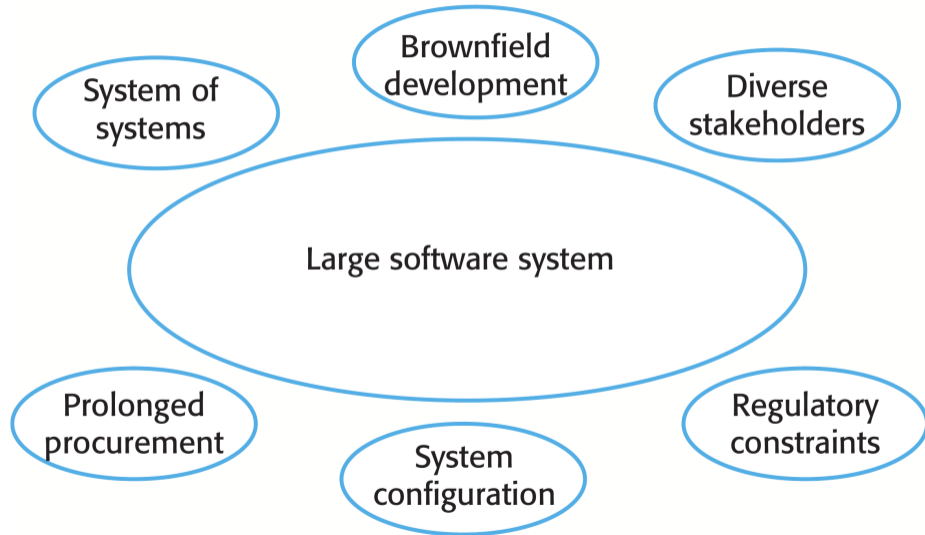 Brownfield
development
System of
systems
Diverse
stakeholders
Large software system
Prolonged
procurement
System
configuration
Regulatory
constraints